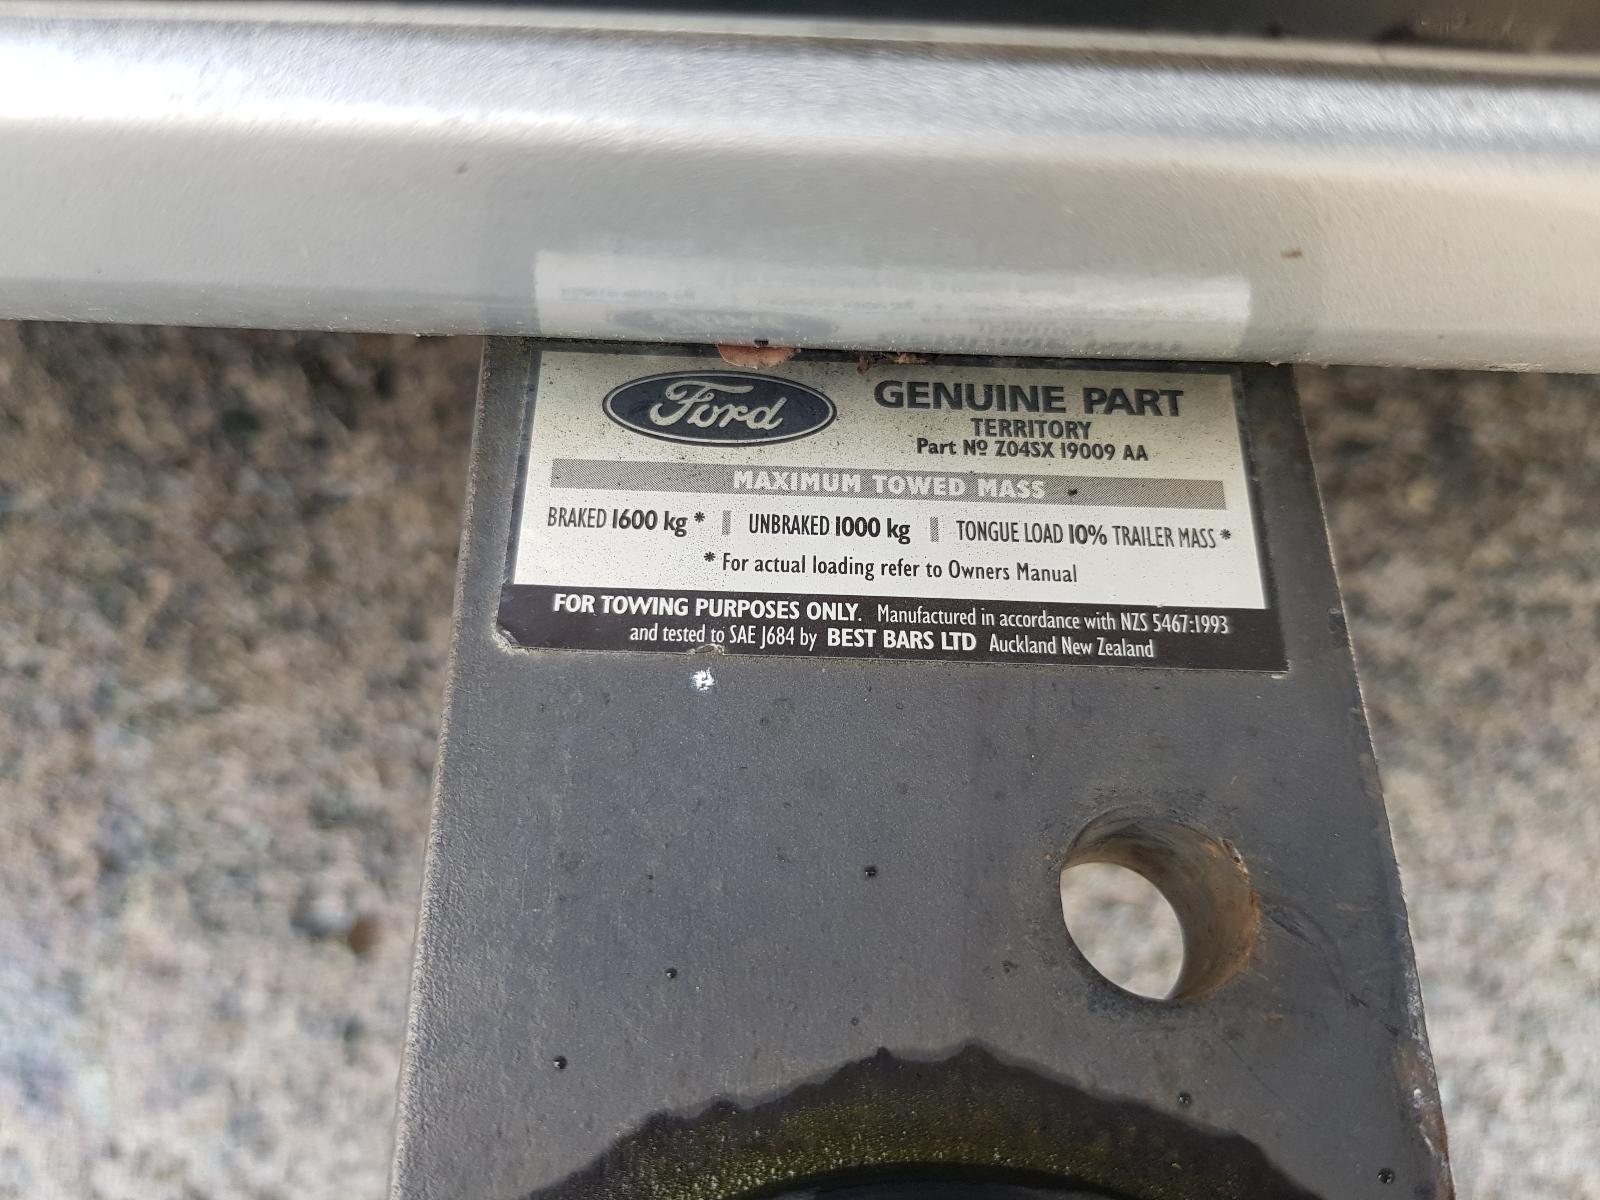 Ford
GENUINE PART
TERRITORY
Part Nº Z04SX 19009 AA
MAXIMUM TOWED MASS
BRAKED 1600 kg * UNBRAKED 1000 kg TONGUE LOAD 10% TRAILER MASS *
* For actual loading refer to Owners Manual
FOR TOWING PURPOSES ONLY. Manufactured in accordance with NZS 5467:1993
and tested to SAE J684 by BEST BARS LTD Auckland New Zealand